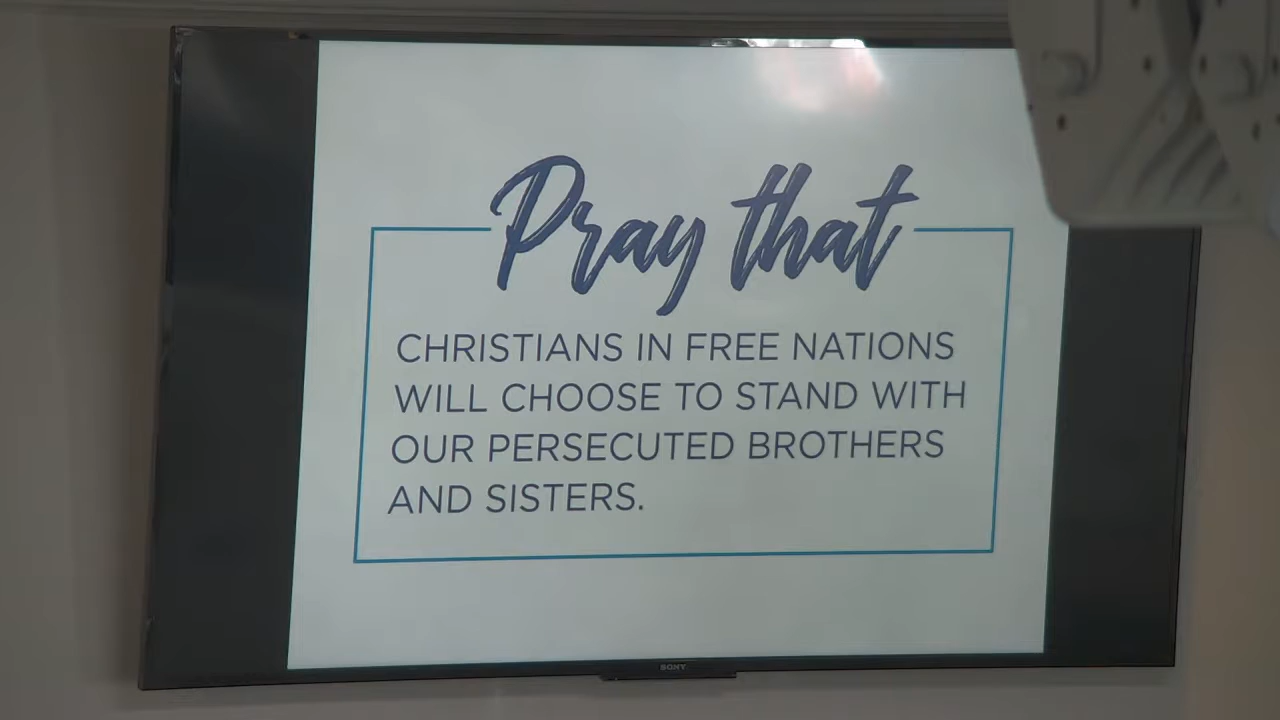 Pray that
CHRISTIANS IN FREE NATIONS
WILL CHOOSE TO STAND WITH
OUR PERSECUTED BROTHERS
AND SISTERS.
SONY